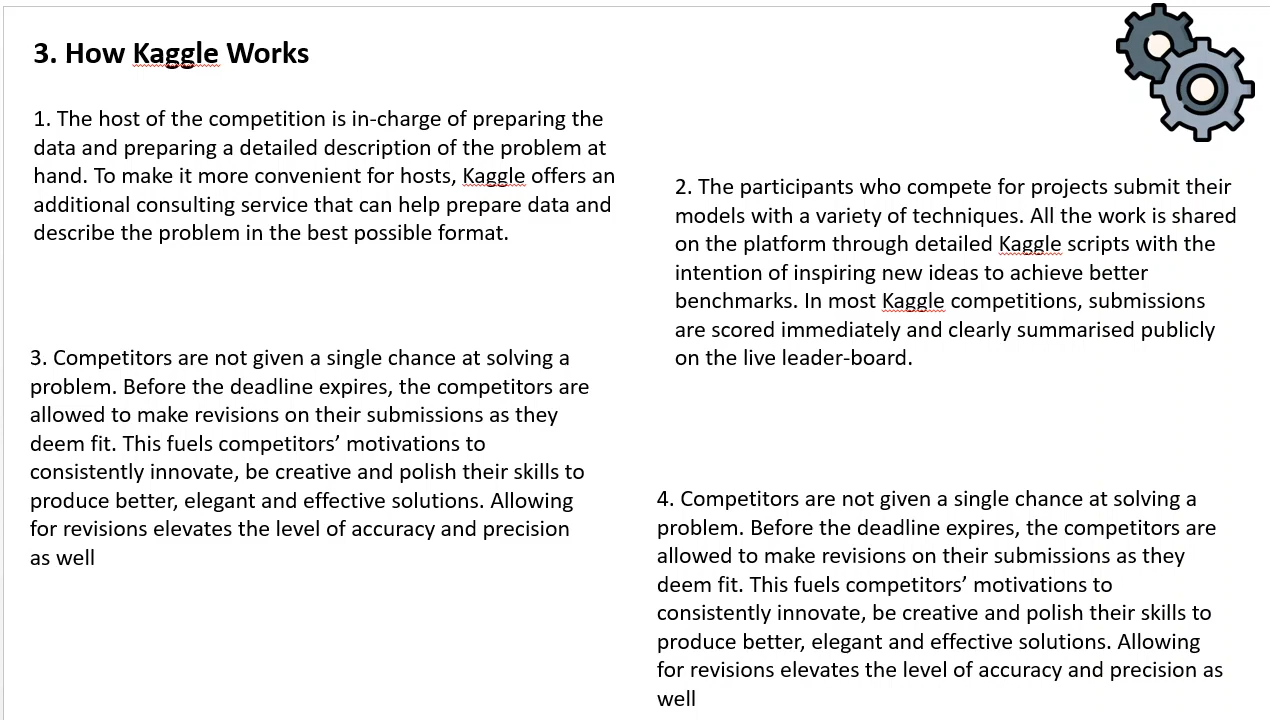 3. How Kaggle Works
1. The host of the competition is in-charge of preparing the
data and preparing a detailed description of the problem at
hand. To make it more convenient for hosts, Kaggle offers an
additional consulting service that can help prepare data and
describe the problem in the best possible format.
2. The participants who compete for projects submit their
models with a variety of techniques. All the work is shared
on the platform through detailed Kaggle scripts with the
intention of inspiring new ideas to achieve better
benchmarks. In most Kaggle competitions, submissions
are scored immediately and clearly summarised publicly
on the live leader-board.
3. Competitors are not given a single chance at solving a
problem. Before the deadline expires, the competitors are
allowed to make revisions on their submissions as they
deem fit. This fuels competitors’ motivations to
consistently innovate, be creative and polish their skills to
produce better, elegant and effective solutions. Allowing
for revisions elevates the level of accuracy and precision
as well
4. Competitors are not given a single chance at solving a
problem. Before the deadline expires, the competitors are
allowed to make revisions on their submissions as they
deem fit. This fuels competitors’ motivations to
consistently innovate, be creative and polish their skills to
produce better, elegant and effective solutions. Allowing
for revisions elevates the level of accuracy and precision as
well